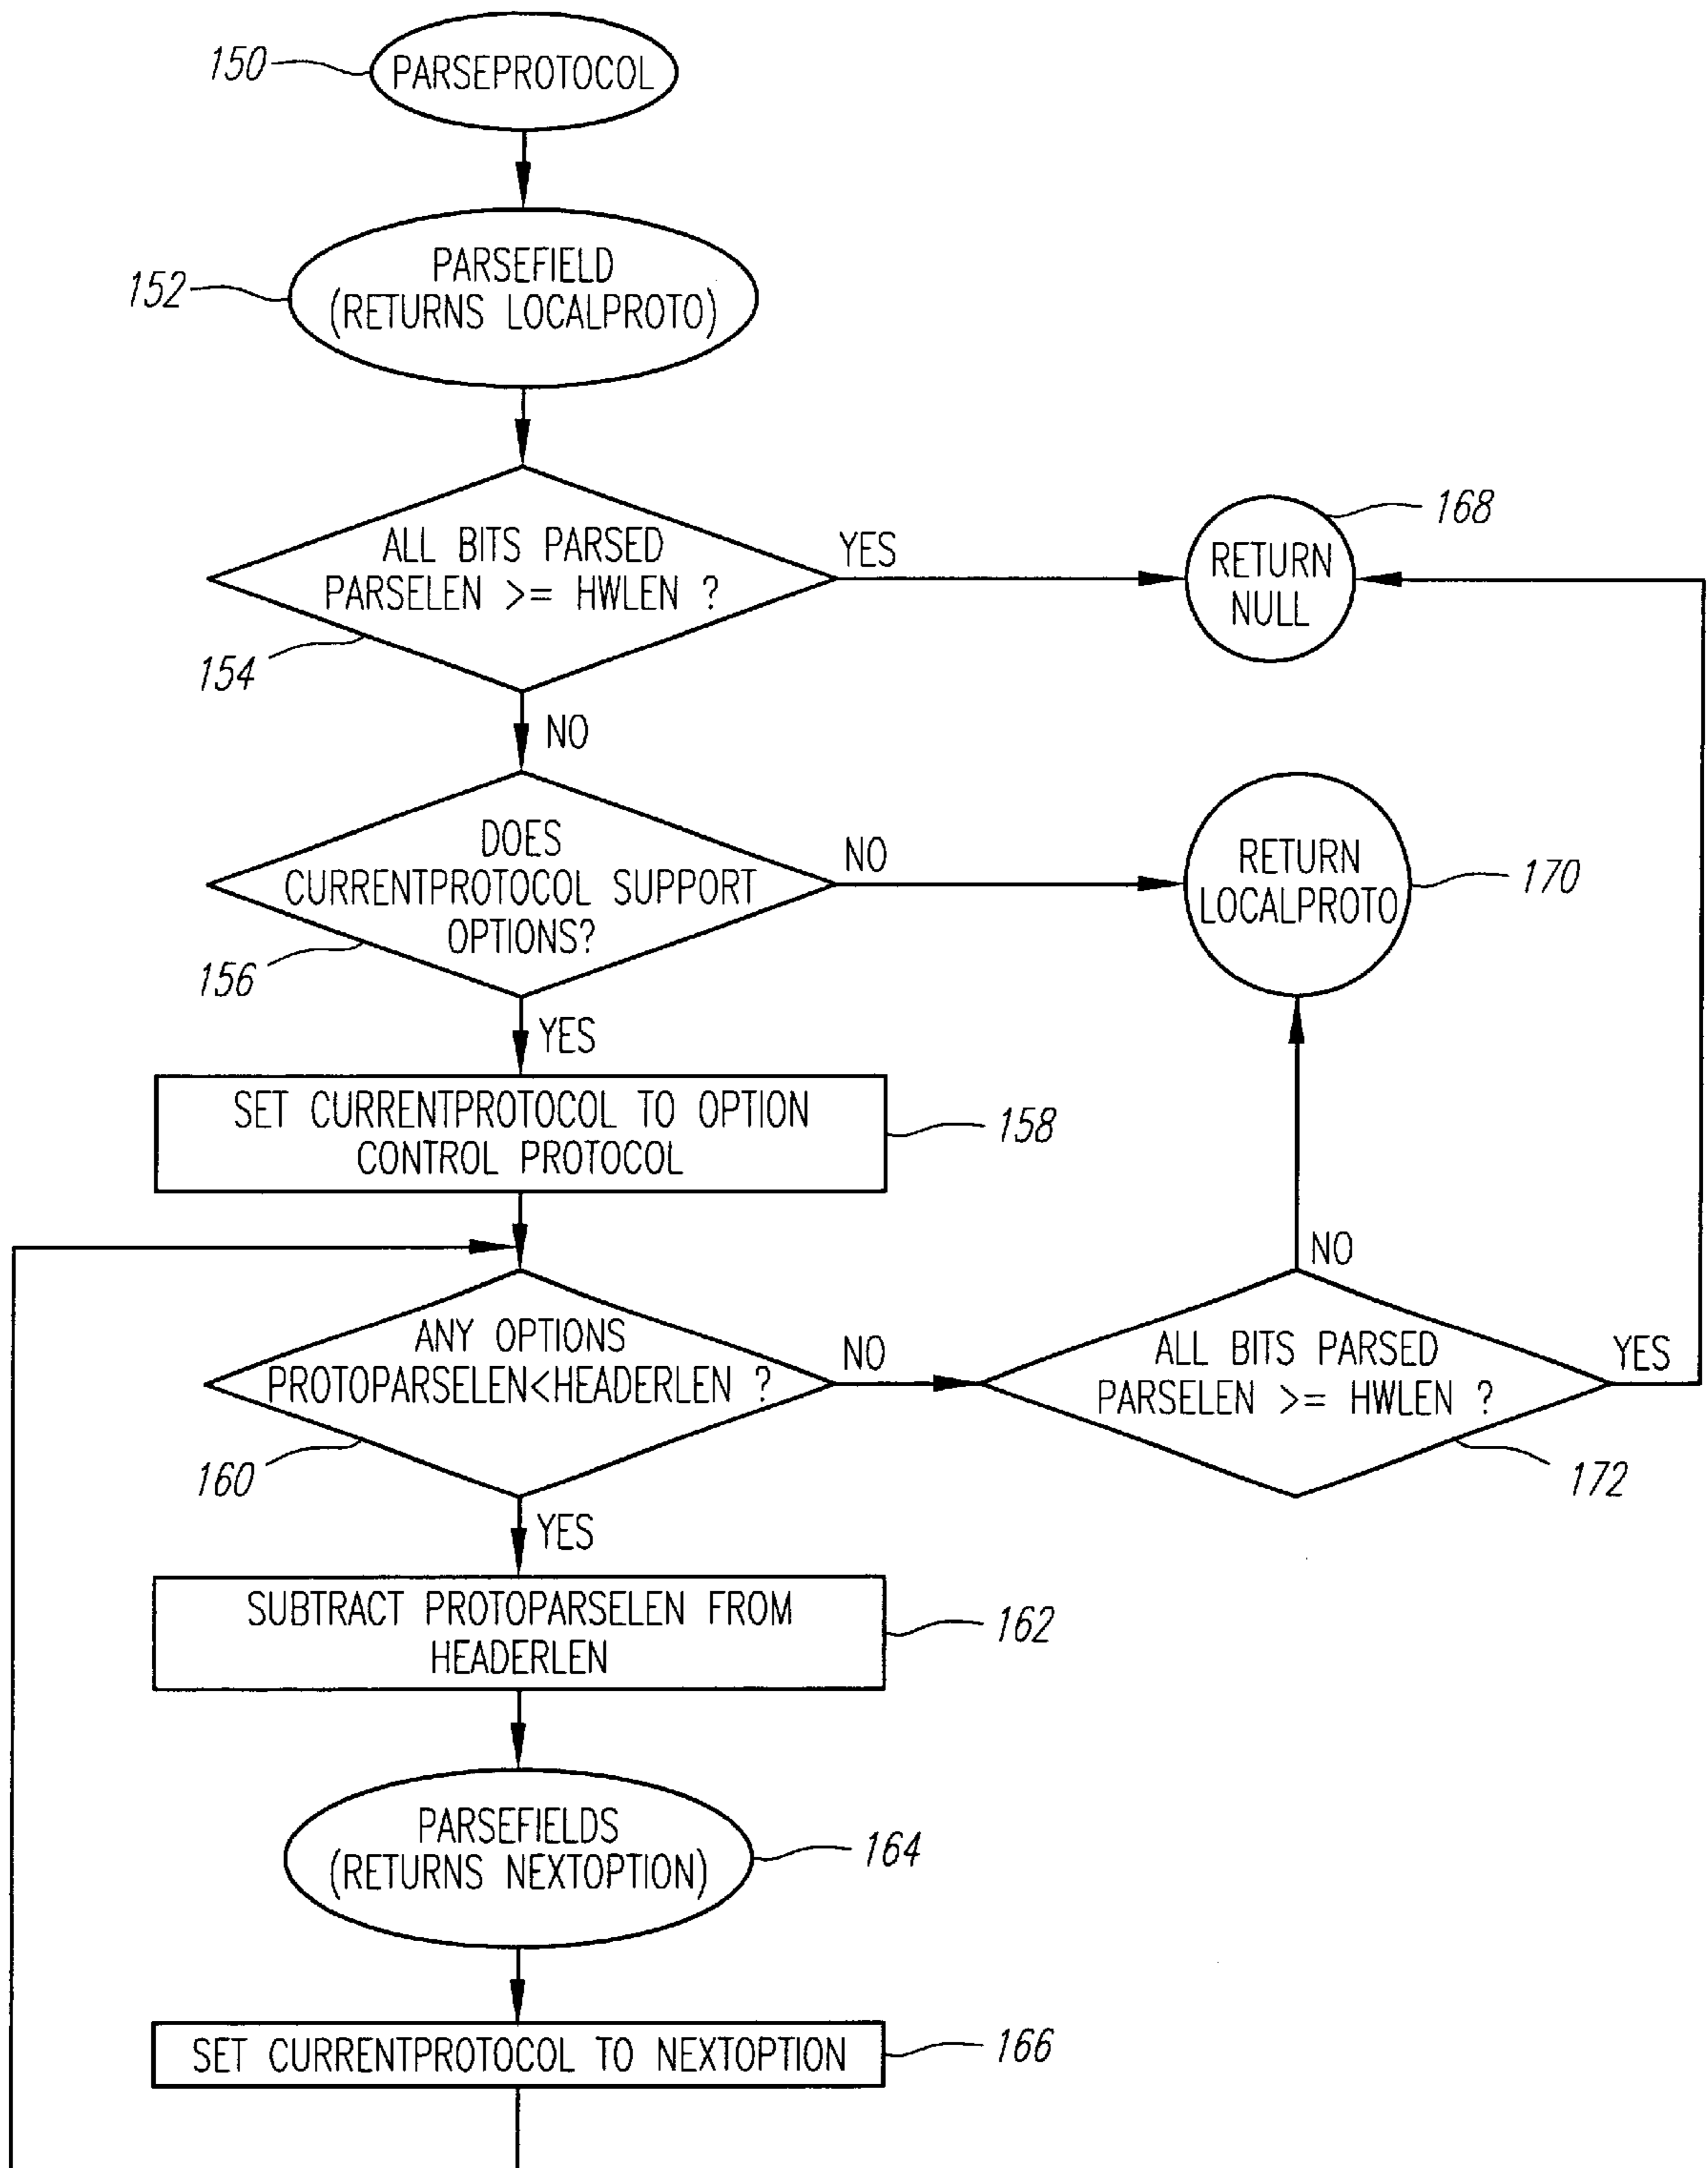 150
PARSEPROTOCOL
152
PARSEFIELD
(RETURNS LOCALPROTO)
ALL BITS PARSED
PARSELEN >= HWLEN ?
154
YES
168
RETURN
NULL
NO
DOES
CURRENTPROTOCOL SUPPORT
OPTIONS?
156
NO
RETURN
LOCALPROTO
170
YES
SET CURRENTPROTOCOL TO OPTION
CONTROL PROTOCOL
158
ANY OPTIONS
PROTOPARSELEN<HEADERLEN ?
160
NO
ALL BITS PARSED
PARSELEN >= HWLEN ?
172
NO
YES
YES
SUBTRACT PROTOPARSELEN FROM
HEADERLEN
162
PARSEFIELDS
(RETURNS NEXTOPTION)
164
SET CURRENTPROTOCOL TO NEXTOPTION
166